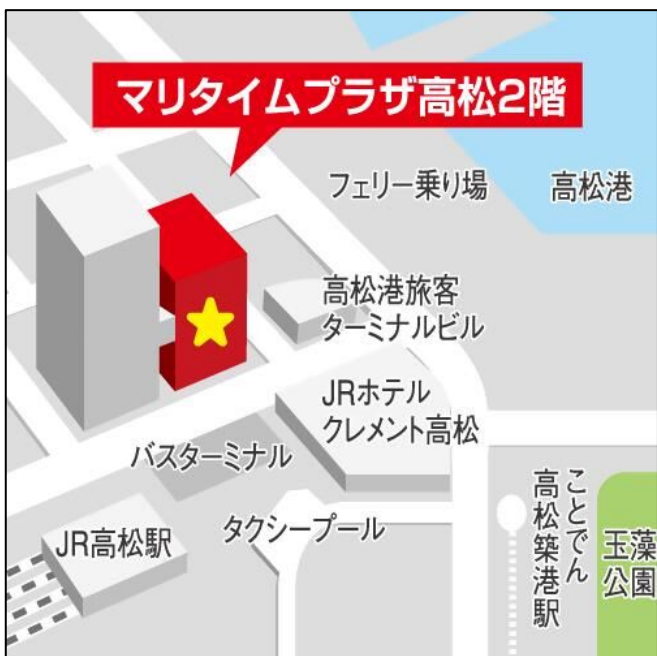 マリタイムプラザ高松2階
フェリー乗り場
高松港
高松港旅客
ターミナルビル
JRホテル
クレメント高松
バスターミナル
タクシープール
JR高松駅
ことでん
高松築港駅
玉藻
公園